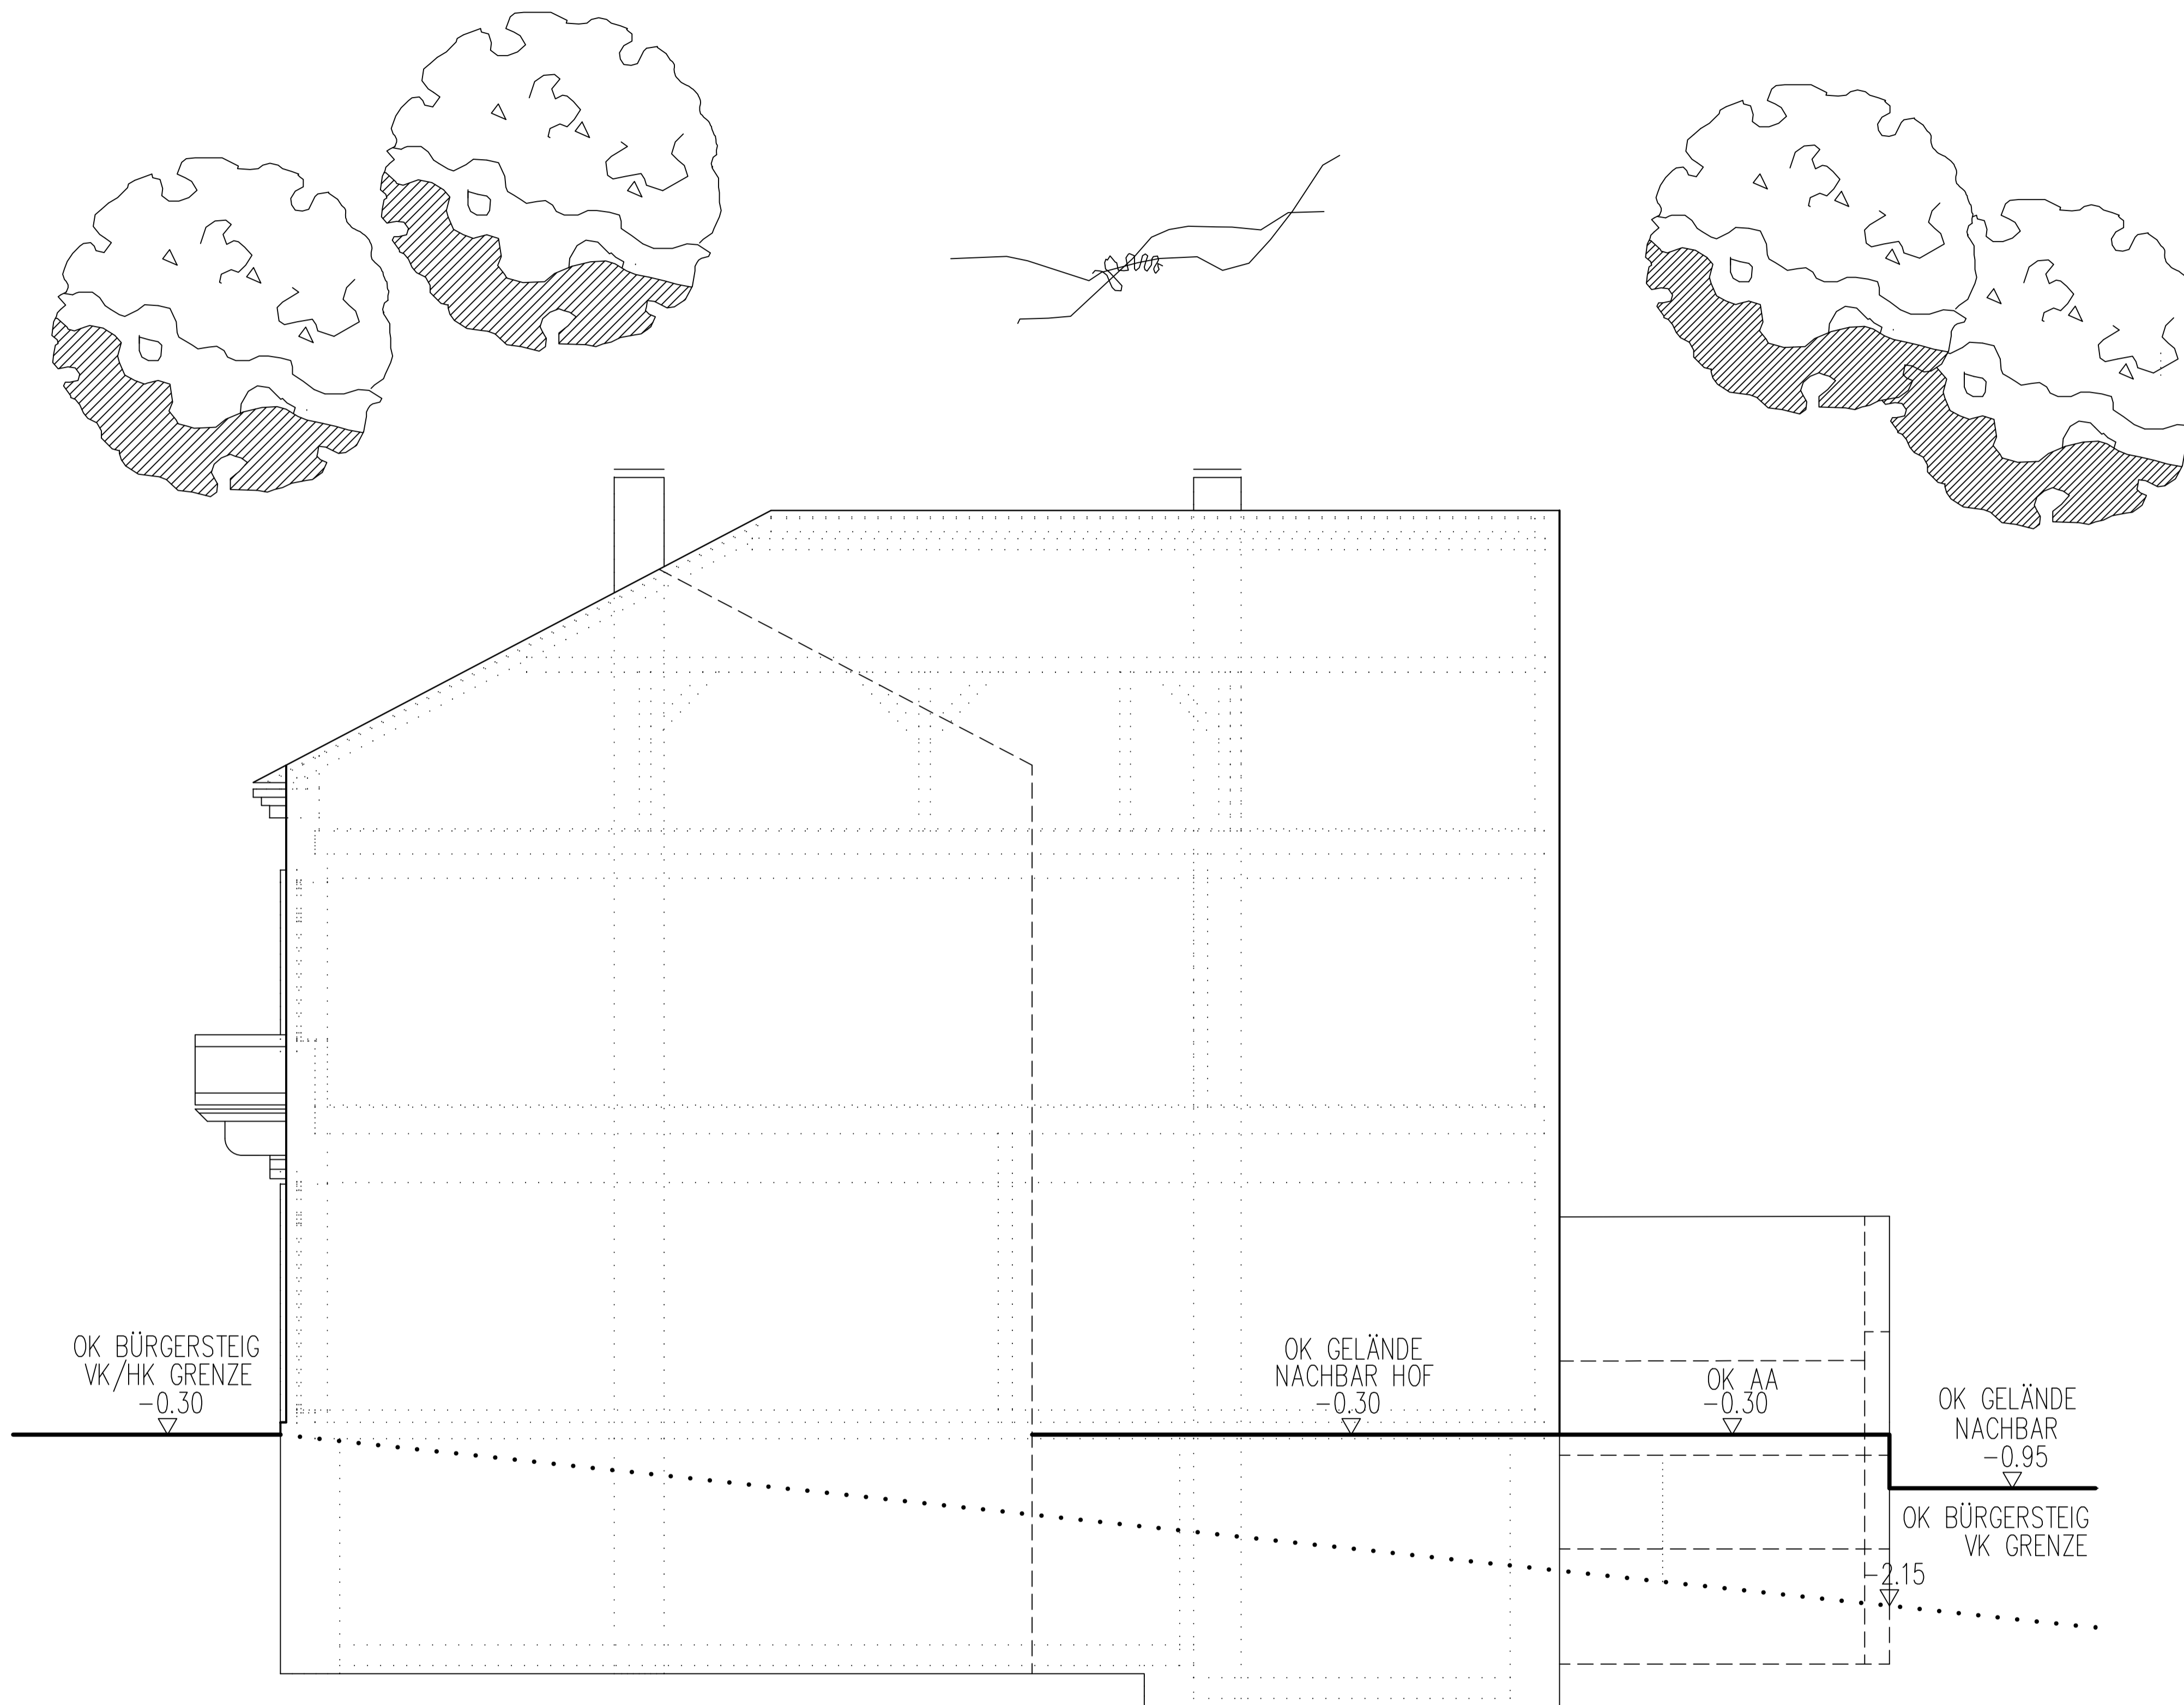 OK BÜRGERSTEIG
VK/HK GRENZE
-0.30
OK GELÄNDE
NACHBAR HOF
-0.30
OK AA
-0.30
OK GELÄNDE
NACHBAR
-0.95
OK BÜRGERSTEIG
VK GRENZE
-2.15